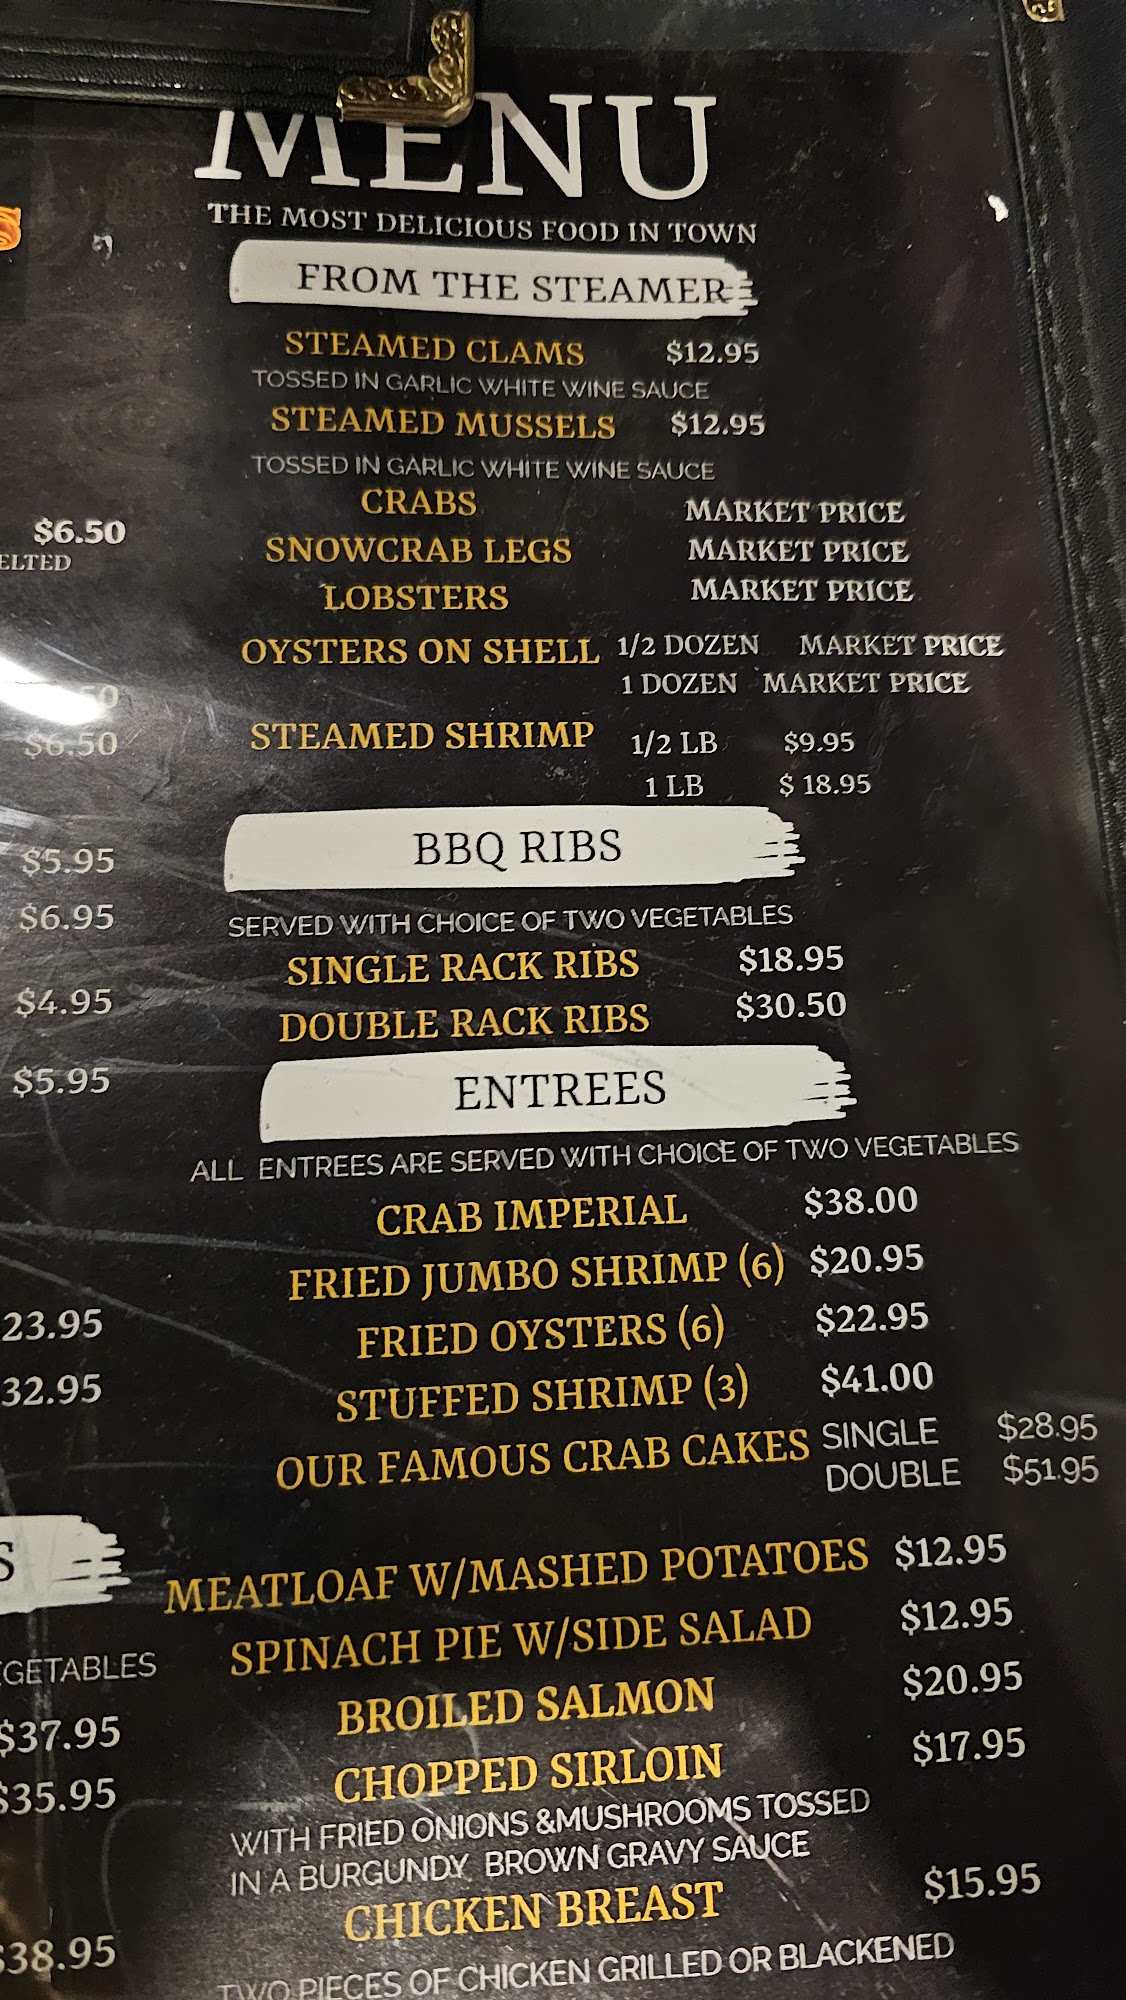 MENU
THE MOST DELICIOUS FOOD IN TOWN
FROM THE STEAMER
STEAMED CLAMS $12.95
TOSSED IN GARLIC WHITE WINE SAUCE
STEAMED MUSSELS $12.95
TOSSED IN GARLIC WHITE WINE SAUCE
CRABS MARKET PRICE
SNOWCRAB LEGS MARKET PRICE
LOBSTERS MARKET PRICE
OYSTERS ON SHELL 1/2 DOZEN MARKET PRICE
1 DOZEN MARKET PRICE
STEAMED SHRIMP 1/2 LB $9.95
1 LB $ 18.95
BBQ RIBS
SERVED WITH CHOICE OF TWO VEGETABLES
SINGLE RACK RIBS $18.95
DOUBLE RACK RIBS $30.50
ENTREES
ALL ENTREES ARE SERVED WITH CHOICE OF TWO VEGETABLES
CRAB IMPERIAL $38.00
FRIED JUMBO SHRIMP (6) $20.95
FRIED OYSTERS (6) $22.95
STUFFED SHRIMP (3) $41.00
OUR FAMOUS CRAB CAKES SINGLE $28.95
DOUBLE $51.95
MEATLOAF W/MASHED POTATOES $12.95
SPINACH PIE W/SIDE SALAD $12.95
BROILED SALMON $20.95
CHOPPED SIRLOIN $17.95
WITH FRIED ONIONS &MUSHROOMS TOSSED
IN A BURGUNDY BROWN GRAVY SAUCE
CHICKEN BREAST $15.95
TWO PIECES OF CHICKEN GRILLED OR BLACKENED
$6.50
ELTED
$6.50
$5.95
$6.95
$4.95
$5.95
23.95
32.95
S
EGETABLES
$37.95
$35.95
$38.95